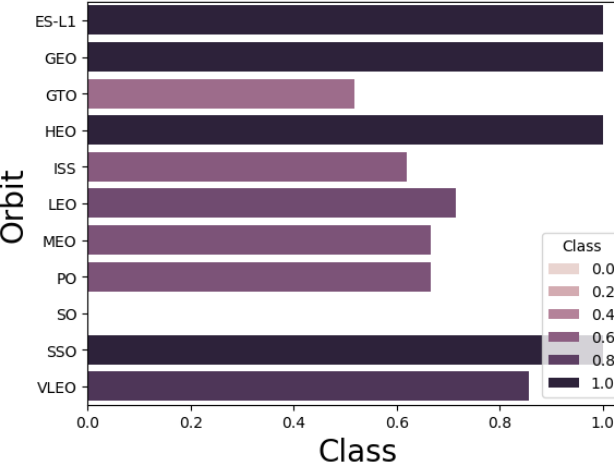 ES-L1
GEO
GTO
HEO
ISS
LEO
MEO
PO
SO
SSO
VLEO
Orbit
Class
0.0
0.2
0.4
0.6
0.8
1.0
0.0 0.2 0.4 0.6 0.8 1.0
Class